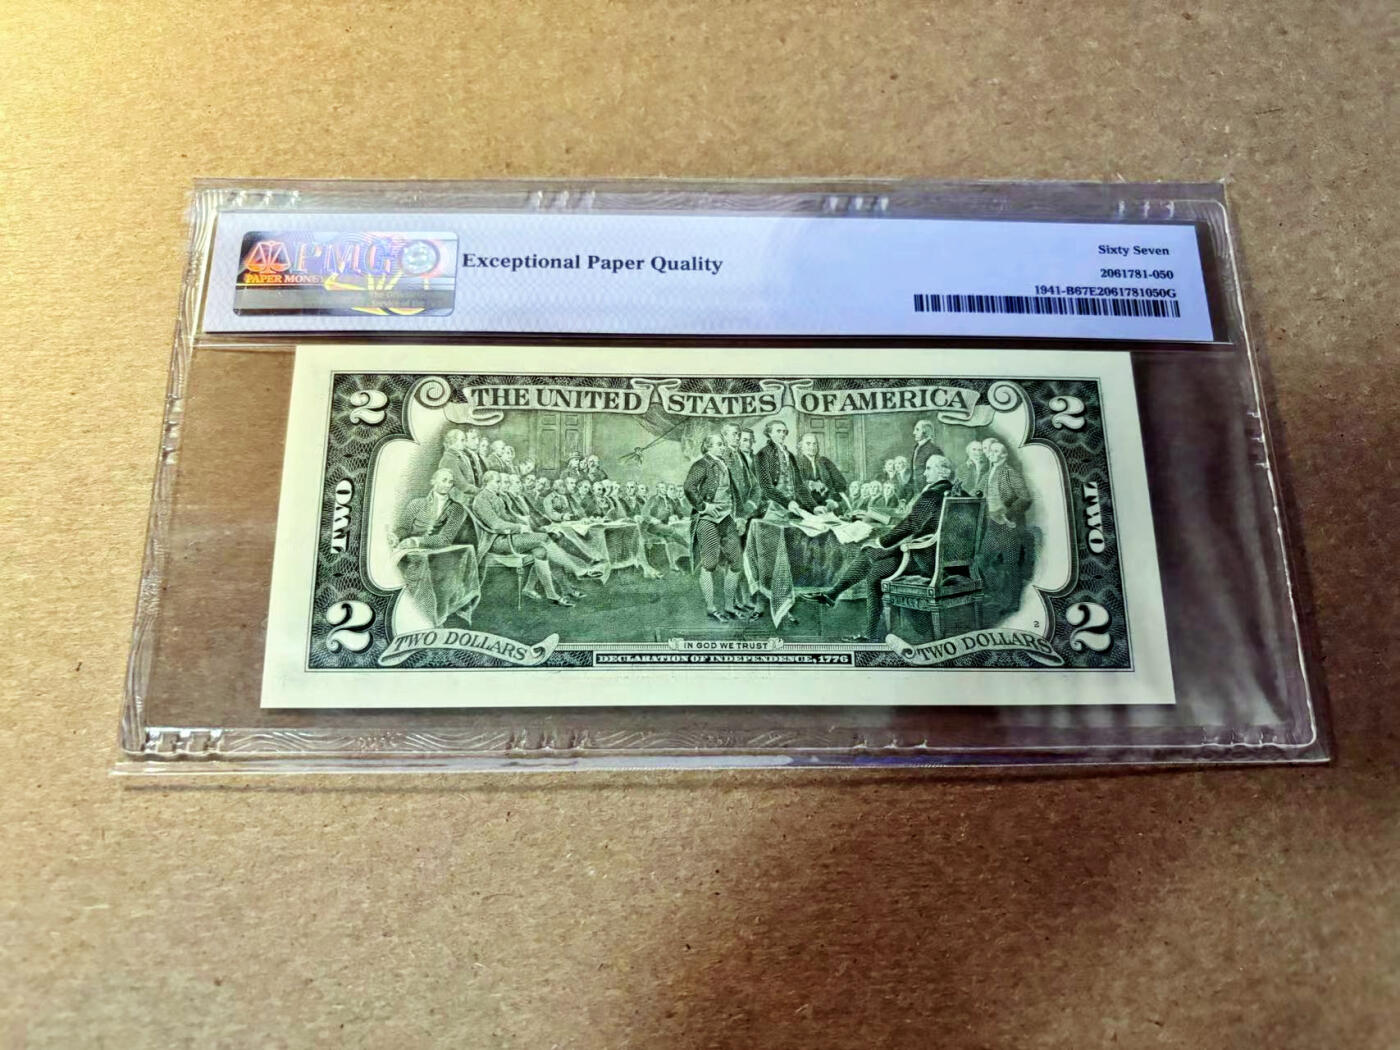 PMG
PAPER MONEY
Exceptional Paper Quality
Sixty Seven
2061781-050
1941-B67E2061781050G
2 THE UNITED STATES OF AMERICA 2
TWO
TWO
2
2 TWO DOLLARS
IN GOD WE TRUST
DECLARATION OF INDEPENDENCE, 1776
TWO DOLLARS 2